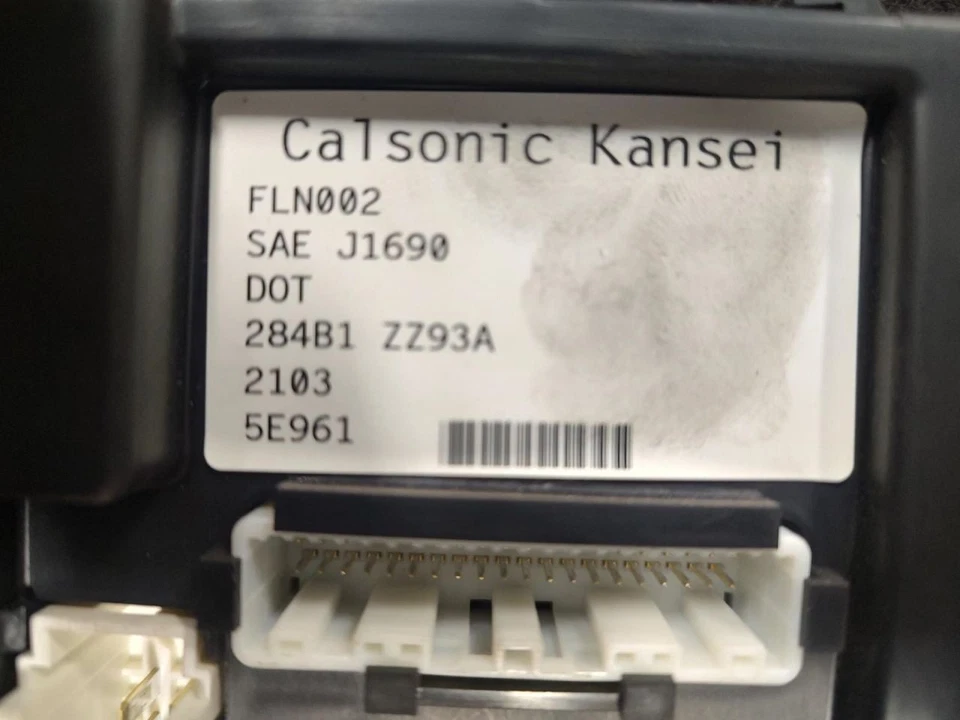 Calsonic Kansei
FLN002
SAE J1690
DOT
284B1 ZZ93A
2103
5E961